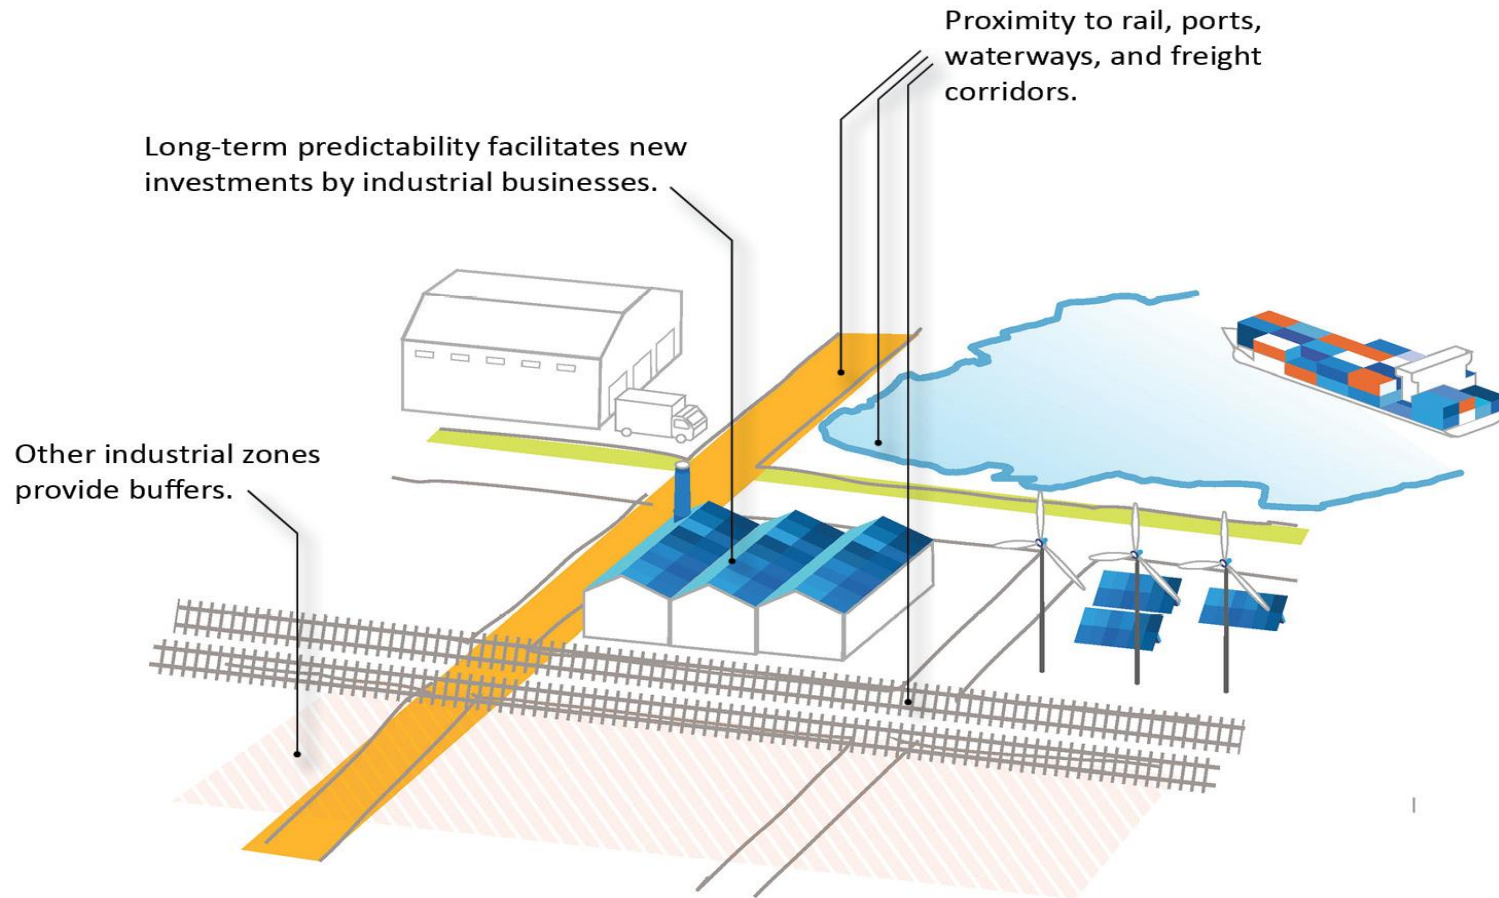 Proximity to rail, ports,
waterways, and freight
corridors.
Long-term predictability facilitates new
investments by industrial businesses.
Other industrial zones
provide buffers.